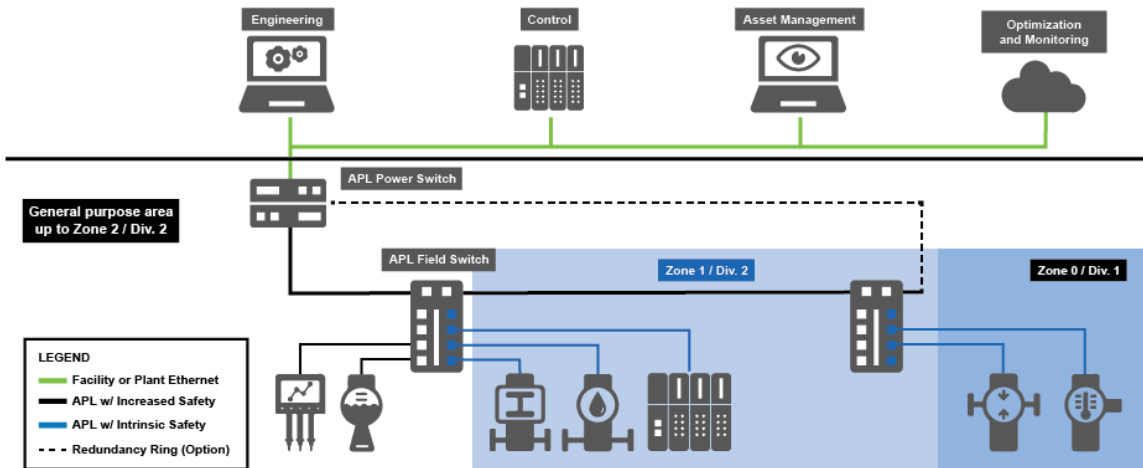 Engineering
Control
Asset Management
Optimization
and Monitoring
APL Power Switch
General purpose area
up to Zone 2 / Div. 2
APL Field Switch
Zone 1 / Div. 2
Zone 0 / Div. 1
LEGEND
Facility or Plant Ethernet
APL w/ Increased Safety
APL w/ Intrinsic Safety
Redundancy Ring (Option)